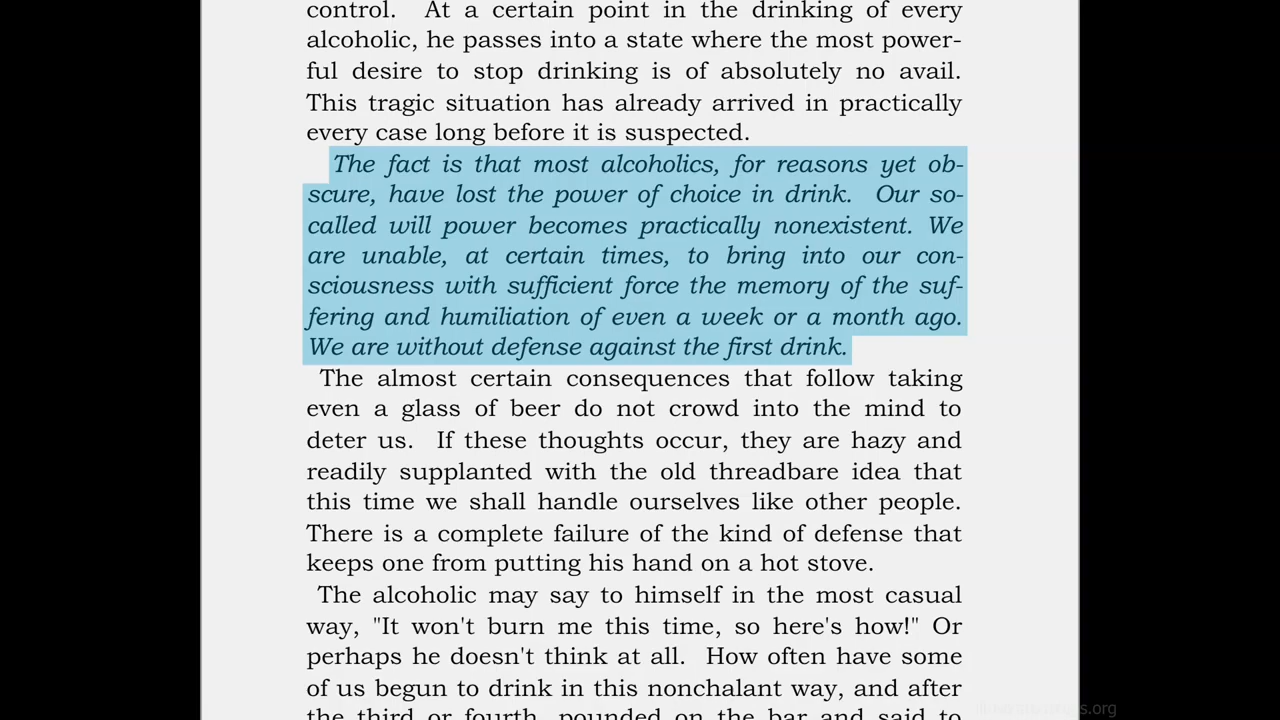 control.  At a certain point in the drinking of every
alcoholic, he passes into a state where the most power-
ful desire to stop drinking is of absolutely no avail.
This tragic situation has already arrived in practically
every case long before it is suspected.
The fact is that most alcoholics, for reasons yet ob-
scure, have lost the power of choice in drink.  Our so-
called will power becomes practically nonexistent. We
are unable, at certain times, to bring into our con-
sciousness with sufficient force the memory of the suf-
fering and humiliation of even a week or a month ago.
We are without defense against the first drink.
The almost certain consequences that follow taking
even a glass of beer do not crowd into the mind to
deter us.  If these thoughts occur, they are hazy and
readily supplanted with the old threadbare idea that
this time we shall handle ourselves like other people.
There is a complete failure of the kind of defense that
keeps one from putting his hand on a hot stove.
The alcoholic may say to himself in the most casual
way, "It won't burn me this time, so here's how!" Or
perhaps he doesn't think at all.  How often have some
of us begun to drink in this nonchalant way, and after
the third or fourth, pounded on the bar and said to